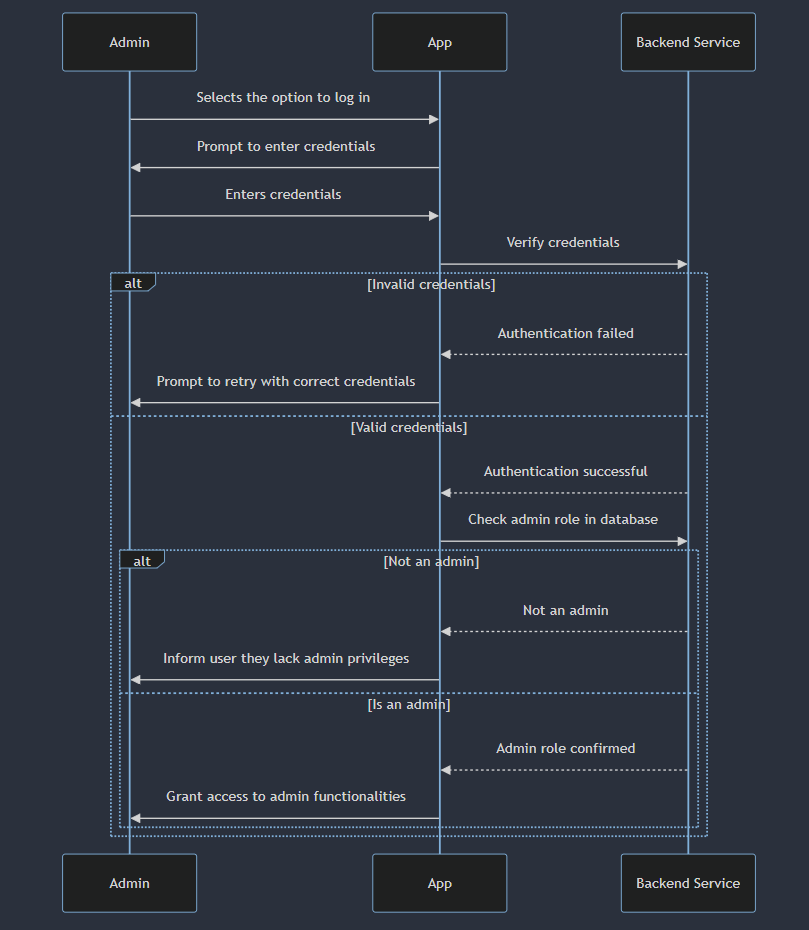 Admin
App
Backend Service
Selects the option to log in
Prompt to enter credentials
Enters credentials
Verify credentials
alt
[Invalid credentials]
Authentication failed
Prompt to retry with correct credentials
[Valid credentials]
Authentication successful
Check admin role in database
alt
[Not an admin]
Not an admin
Inform user they lack admin privileges
[Is an admin]
Admin role confirmed
Grant access to admin functionalities
Admin
App
Backend Service